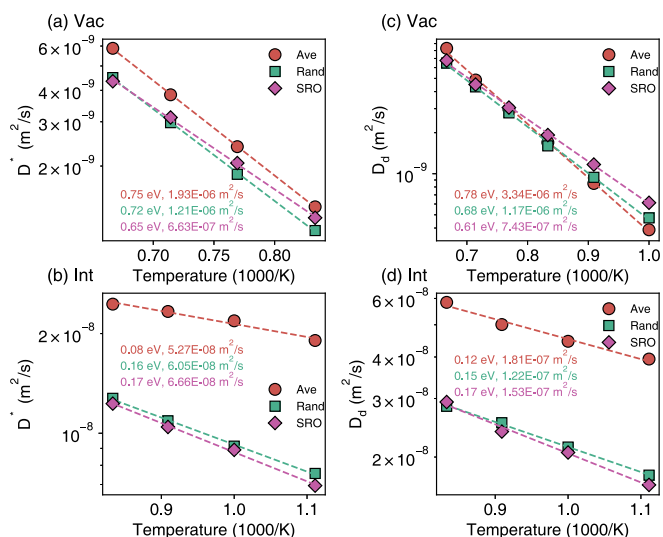 (a) Vac
6 × 10⁻⁹
4 × 10⁻⁹
3 × 10⁻⁹
2 × 10⁻⁹
D* (m²/s)
Ave
Rand
SRO
0.75 eV, 1.93E-06 m²/s
0.72 eV, 1.21E-06 m²/s
0.65 eV, 6.63E-07 m²/s
0.70 0.75 0.80
Temperature (1000/K)
(c) Vac
10⁻⁹
D_d (m²/s)
Ave
Rand
SRO
0.78 eV, 3.34E-06 m²/s
0.68 eV, 1.17E-06 m²/s
0.61 eV, 7.43E-07 m²/s
0.7 0.8 0.9 1.0
Temperature (1000/K)
(b) Int
2 × 10⁻⁸
10⁻⁸
D* (m²/s)
0.08 eV, 5.27E-08 m²/s
0.16 eV, 6.05E-08 m²/s
0.17 eV, 6.66E-08 m²/s
Ave
Rand
SRO
0.9 1.0 1.1
Temperature (1000/K)
(d) Int
6 × 10⁻⁸
4 × 10⁻⁸
3 × 10⁻⁸
2 × 10⁻⁸
D_d (m²/s)
Ave
Rand
SRO
0.12 eV, 1.81E-07 m²/s
0.15 eV, 1.22E-07 m²/s
0.17 eV, 1.53E-07 m²/s
0.9 1.0 1.1
Temperature (1000/K)